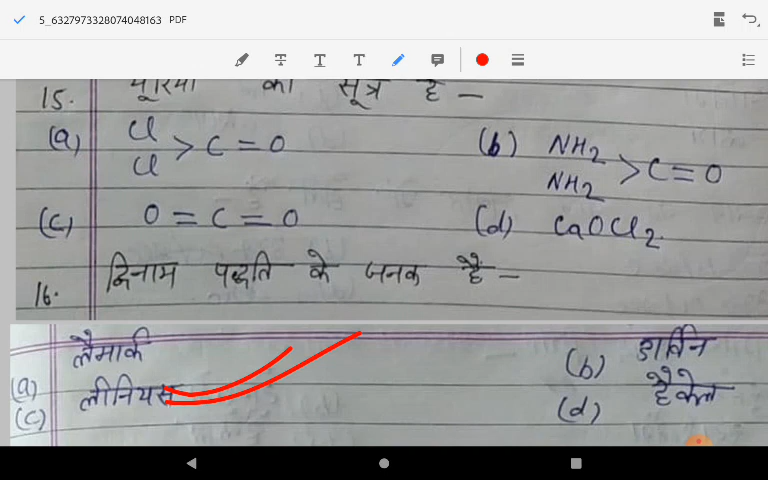 5_6327973328074048163 PDF
15. यूरिया का सूत्र है –
(a) Cl Cl > C = O (b) NH2 NH2 > C = O
(c) O = C = O (d) CaOCl2
16. द्विनाम पद्धति के जनक है –
(a) लैमार्क (b) डार्विन
(c) लीनियस (d) हैकेल